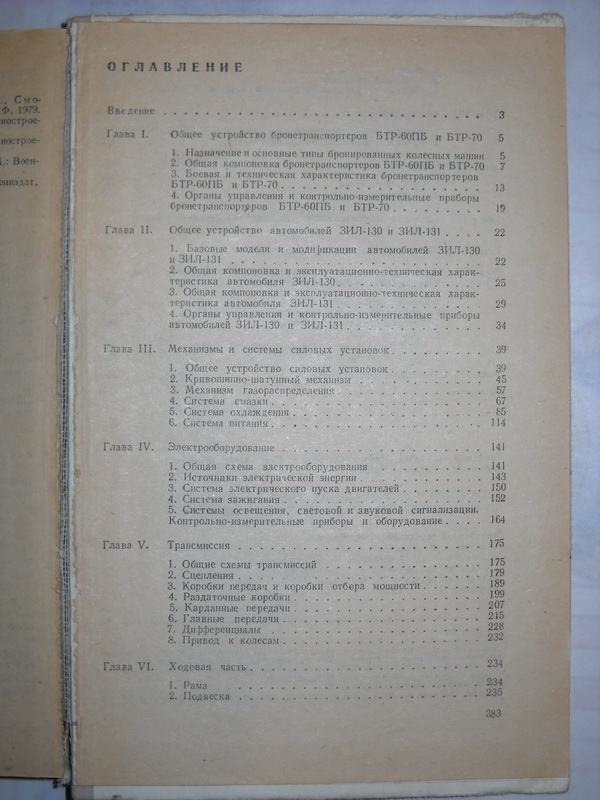 Смо-
Ф, 1979.
нострое-
нострое-
.: Воен-
ениздат,
ОГЛАВЛЕНИЕ
Введение . . . . . . . . . . 3
Глава I. Общее устройство бронетранспортеров БТР-60ПБ и БТР-70 5
1. Назначение и основные типы бронированных колесных машин 5
2. Общая компоновка бронетранспортеров БТР-60ПБ и БТР-70 7
3. Боевая и техническая характеристика бронетранспортеров
БТР-60ПБ и БТР-70 . . . . . . . . . . 13
4. Органы управления и контрольно-измерительные приборы
бронетранспортеров БТР-60ПБ и БТР-70 . . . . 19
Глава II. Общее устройство автомобилей ЗИЛ-130 и ЗИЛ-131 . . . . 22
1. Базовые модели и модификации автомобилей ЗИЛ-130
и ЗИЛ-131 . . . . . . . . . . 22
2. Общая компоновка и эксплуатационно-техническая харак-
теристика автомобиля ЗИЛ-130 . . . . . . . . 25
3. Общая компоновка и эксплуатационно-техническая харак-
теристика автомобиля ЗИЛ-131 . . . . . . . . 29
4. Органы управления и контрольно-измерительные приборы
автомобилей ЗИЛ-130 и ЗИЛ-131 . . . . . . . . 34
Глава III. Механизмы и системы силовых установок . . . . . . 39
1. Общее устройство силовых установок . . . . . . 39
2. Кривошипно-шатунный механизм . . . . . . . . 45
3. Механизм газораспределения . . . . . . . . 57
4. Система смазки . . . . . . . . . . 67
5. Система охлаждения . . . . . . . . . . 85
6. Система питания . . . . . . . . . . 114
Глава IV. Электрооборудование . . . . . . . . . . 141
1. Общая схема электрооборудования . . . . . . . . 141
2. Источники электрической энергии . . . . . . . . 143
3. Система электрического пуска двигателей . . . . . . 150
4. Система зажигания . . . . . . . . . . 152
5. Системы освещения, световой и звуковой сигнализации.
Контрольно-измерительные приборы и оборудование . . . . 164
Глава V. Трансмиссия . . . . . . . . . . 175
1. Общие схемы трансмиссий . . . . . . . . . . 175
2. Сцепления . . . . . . . . . . 179
3. Коробки передач и коробки отбора мощности . . . . . . 189
4. Раздаточные коробки . . . . . . . . . . 199
5. Карданные передачи . . . . . . . . . . 207
6. Главные передачи . . . . . . . . . . 215
7. Дифференциалы . . . . . . . . . . 228
8. Привод к колесам . . . . . . . . . . 232
Глава VI. Ходовая часть . . . . . . . . . . 234
1. Рама . . . . . . . . . . 234
2. Подвеска . . . . . . . . . . 235
383